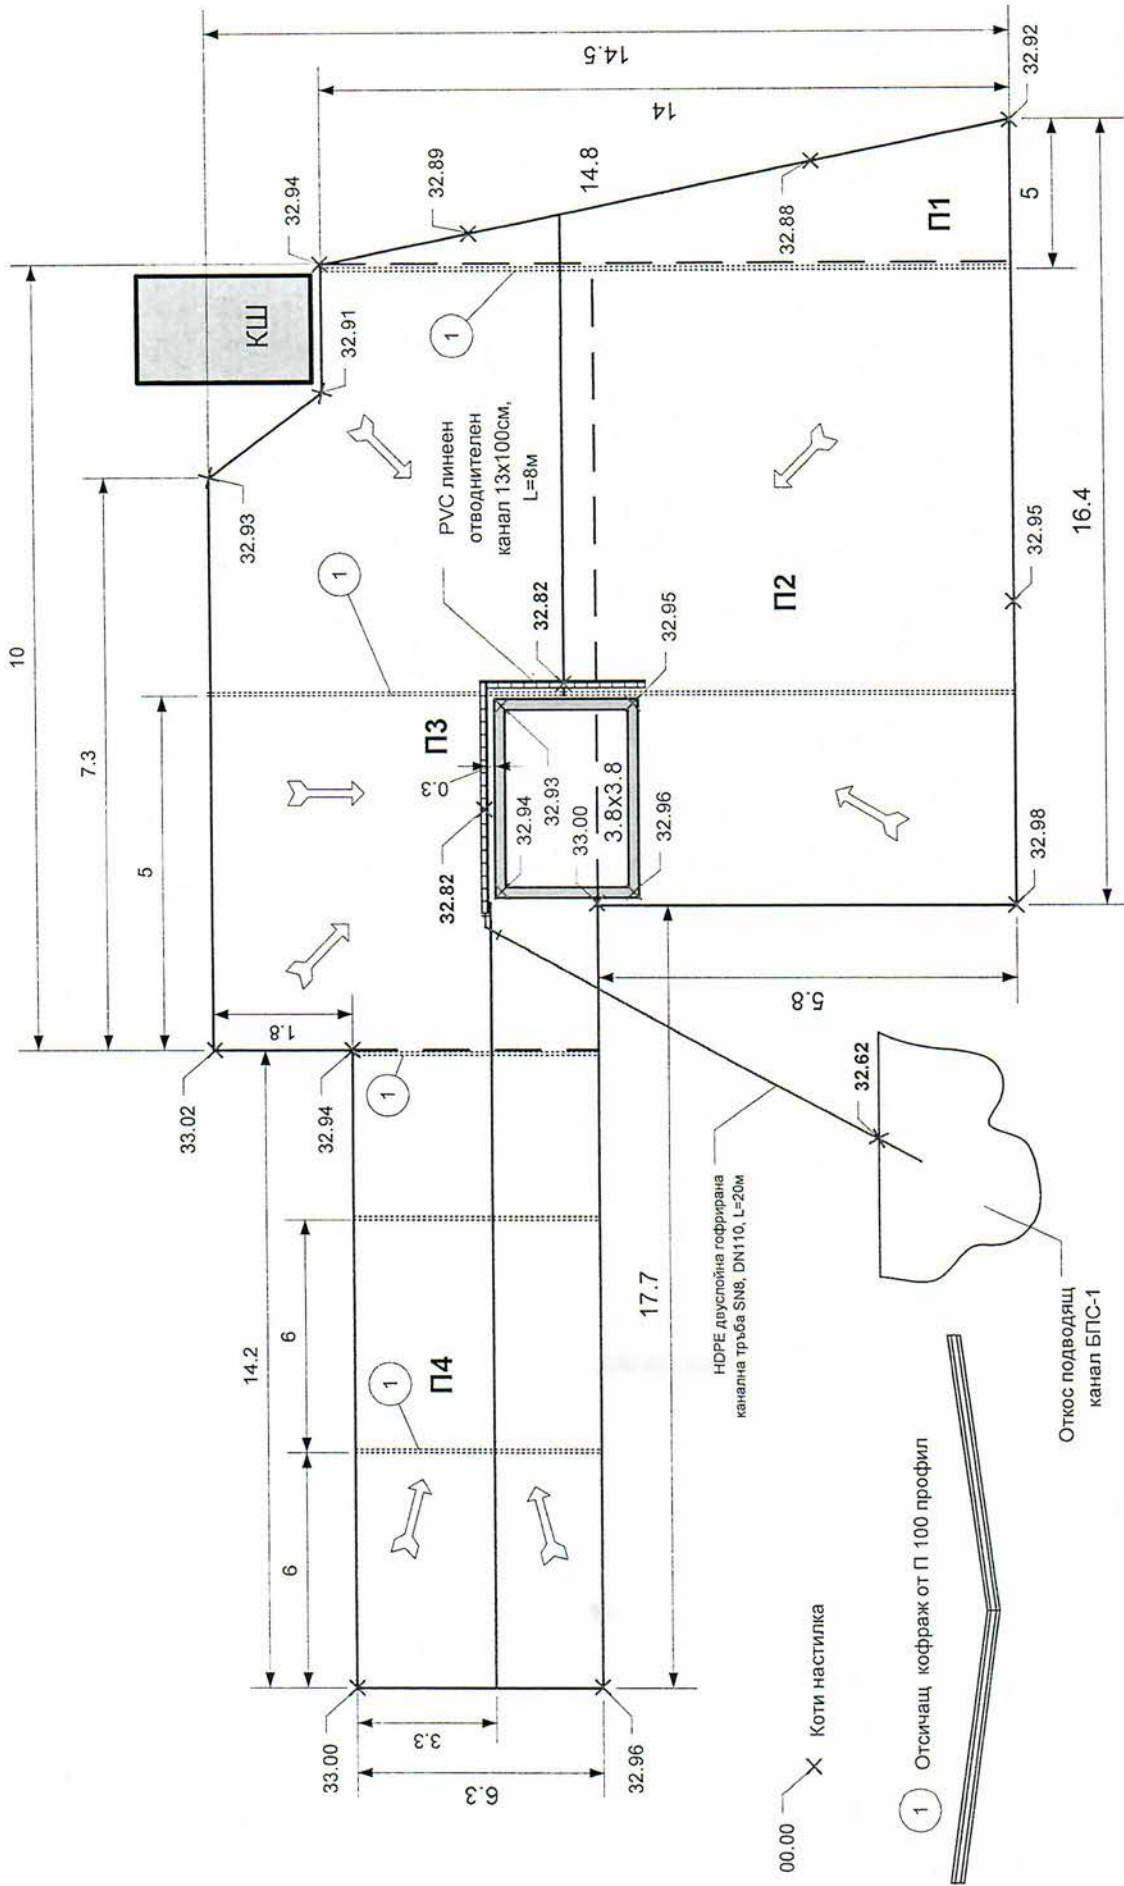 10
7.3
5
14.5
14
14.8
32.94
КШ
32.91
32.93
32.89
32.88
32.92
П1
5
1
1
PVC линеен
отводнителен
канал 13x100см,
L=8м
32.82
П3
0.3
32.82
32.94
32.93
33.00
3.8x3.8
32.95
32.96
П2
32.95
16.4
32.98
5.8
1.8
33.02
32.94
1
14.2
6
6
1
П4
17.7
HDPE двуслойна гофрирана
канална тръба SN8, DN110, L=20м
32.62
Откос подводящ
канал БПС-1
33.00
3.3
6.3
32.96
00.00
Коти настилка
1
Отсичащ кофраж от П 100 профил